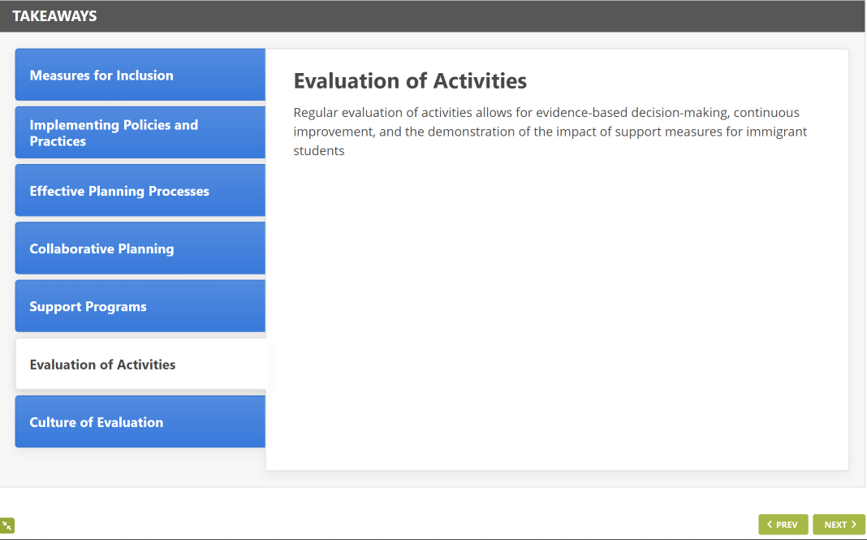 TAKEAWAYS
Measures for Inclusion
Implementing Policies and
Practices
Effective Planning Processes
Collaborative Planning
Support Programs
Evaluation of Activities
Culture of Evaluation
Evaluation of Activities
Regular evaluation of activities allows for evidence-based decision-making, continuous
improvement, and the demonstration of the impact of support measures for immigrant
students
PREV
NEXT